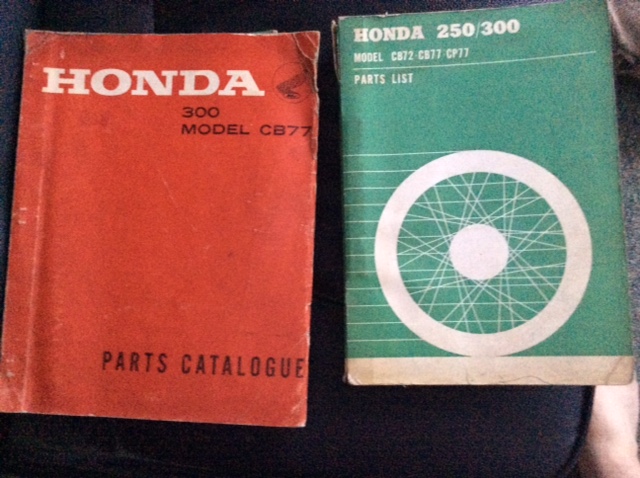 HONDA
300
MODEL CB77
PARTS CATALOGUE
HONDA 250/300
MODEL CB72·CB77·CP77
PARTS LIST